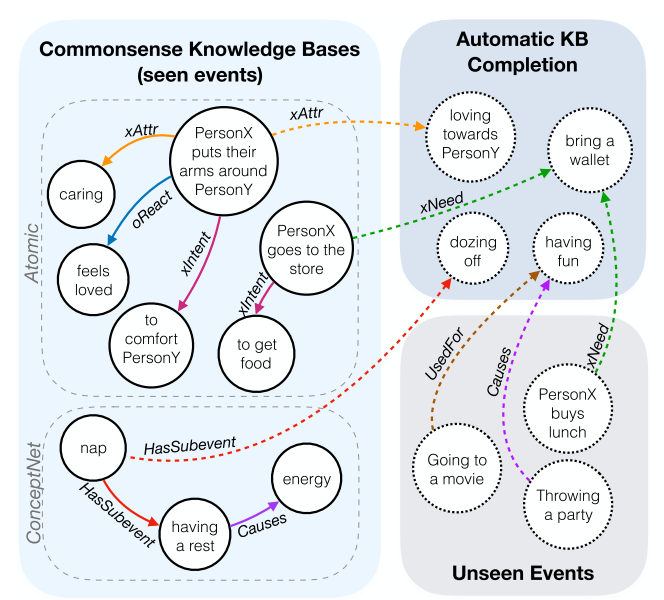 Commonsense Knowledge Bases
(seen events)
Atomic
xAttr
PersonX
puts their
arms around
PersonY
caring
oReact
xIntent
feels
loved
to
comfort
PersonY
PersonX
goes to the
store
xIntent
to get
food
ConceptNet
nap
HasSubevent
HasSubevent
having
a rest
Causes
energy
Automatic KB
Completion
xAttr
loving
towards
PersonY
bring a
wallet
xNeed
dozing
off
having
fun
UsedFor
Causes
xNeed
PersonX
buys
lunch
Going to
a movie
Throwing
a party
Unseen Events